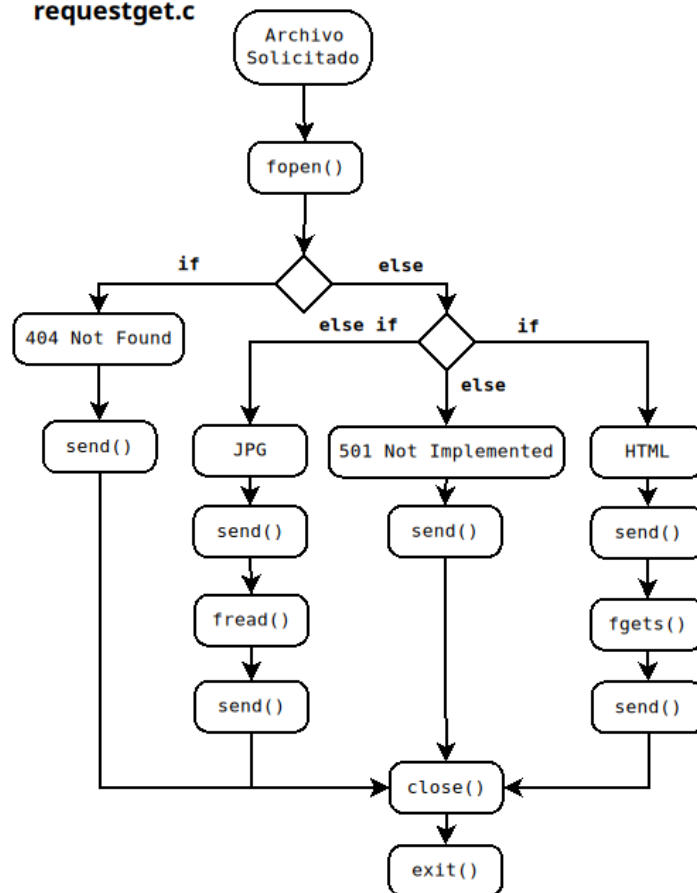 requestget.c
Archivo
Solicitado
fopen()
if
else
404 Not Found
else if
if
else
send()
JPG
501 Not Implemented
HTML
send()
send()
send()
fread()
fgets()
send()
send()
close()
exit()